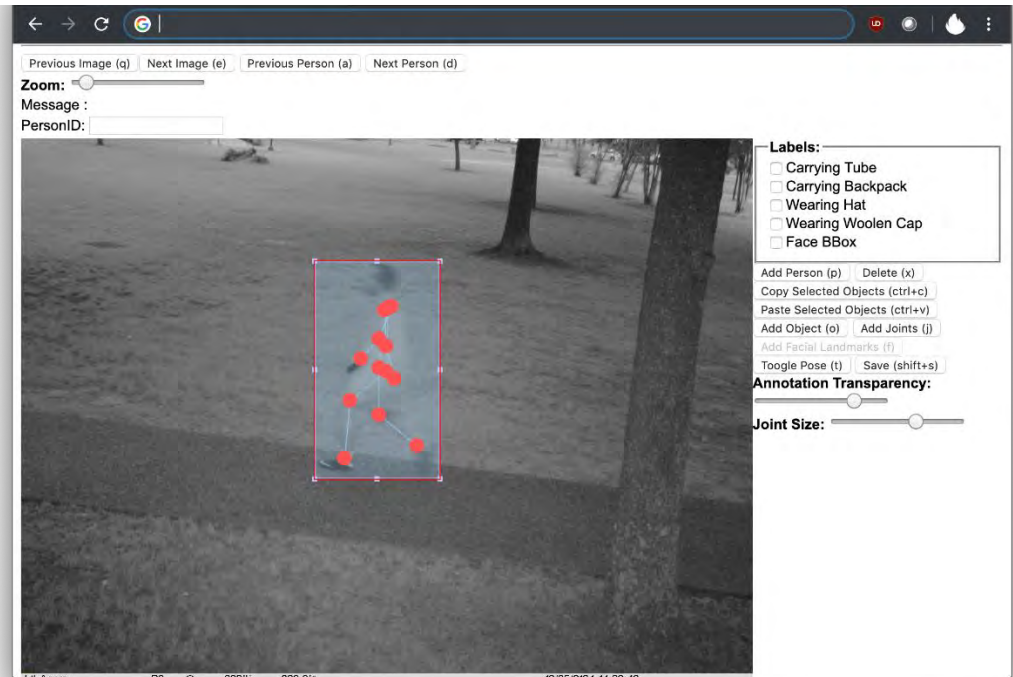 Previous Image (q) Next Image (e) Previous Person (a) Next Person (d)
Zoom:
Message :
PersonID:
Labels:
Carrying Tube
Carrying Backpack
Wearing Hat
Wearing Woolen Cap
Face BBox
Add Person (p) Delete (x)
Copy Selected Objects (ctrl+c)
Paste Selected Objects (ctrl+v)
Add Object (o) Add Joints (j)
Add Facial Landmarks (f)
Toogle Pose (t) Save (shift+s)
Annotation Transparency:
Joint Size: